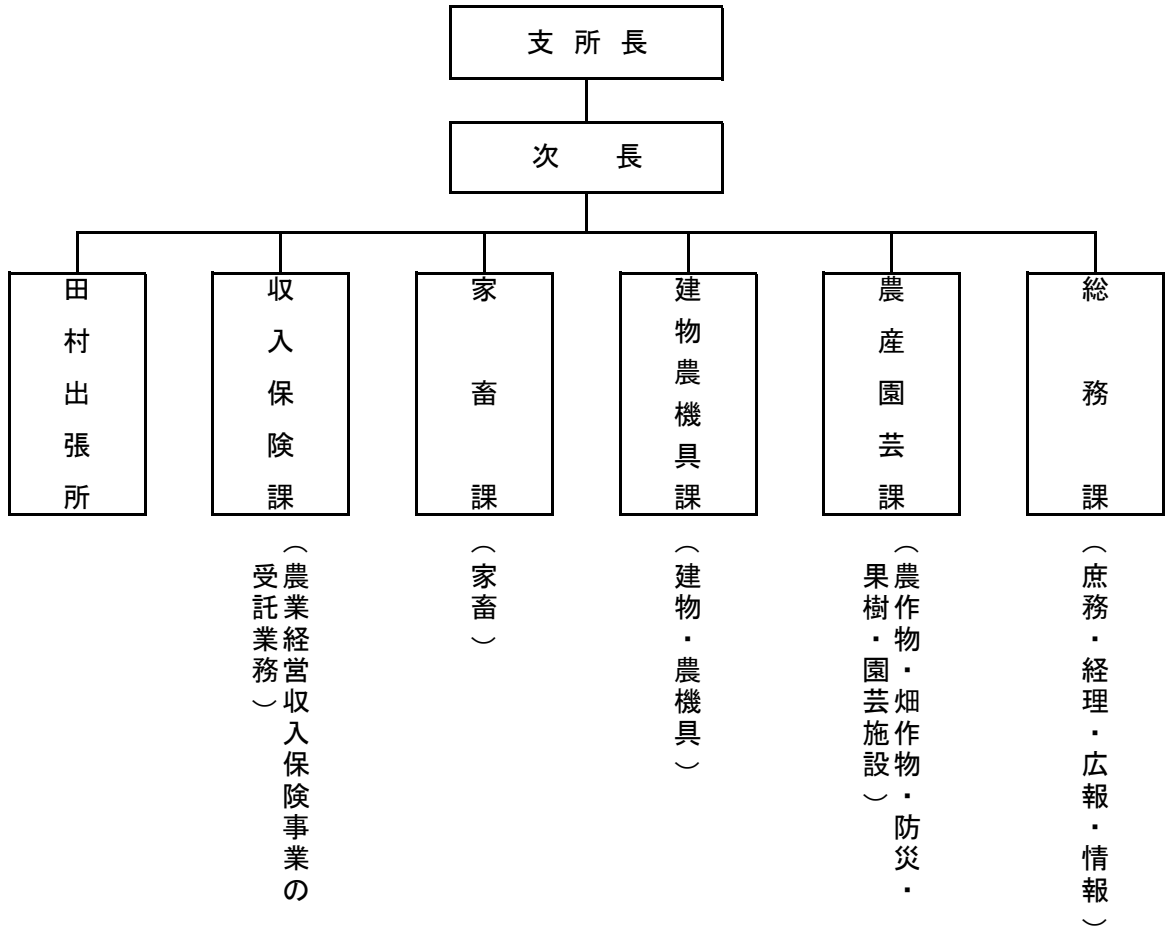 支所長
次長
総務課
（庶務・経理・広報・情報）
農産園芸課
（農作物・畑作物・防災・
果樹・園芸施設）
建物農機具課
（建物・農機具）
家畜課
（家畜）
収入保険課
（農業経営収入保険事業の
受託業務）
田村出張所